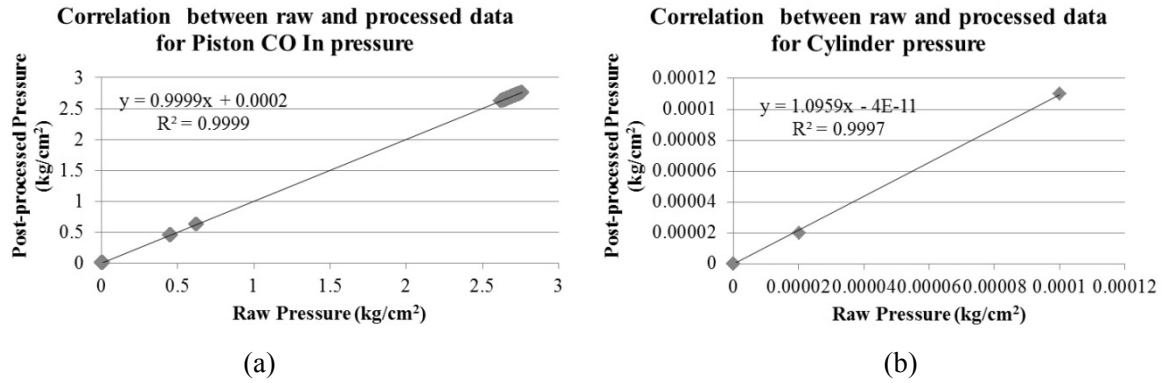 Correlation between raw and processed data
for Piston CO In pressure
Post-processed Pressure
(kg/cm²)
3
2.5
2
1.5
1
0.5
0
y = 0.9999x + 0.0002
R² = 0.9999
0 0.5 1 1.5 2 2.5 3
Raw Pressure (kg/cm²)
(a)
Correlation between raw and processed data
for Cylinder pressure
Post-processed Pressure
(kg/cm²)
0.00012
0.0001
0.00008
0.00006
0.00004
0.00002
0
y = 1.0959x - 4E-11
R² = 0.9997
0 0.00002 0.00004 0.00006 0.00008 0.0001 0.00012
Raw Pressure (kg/cm²)
(b)